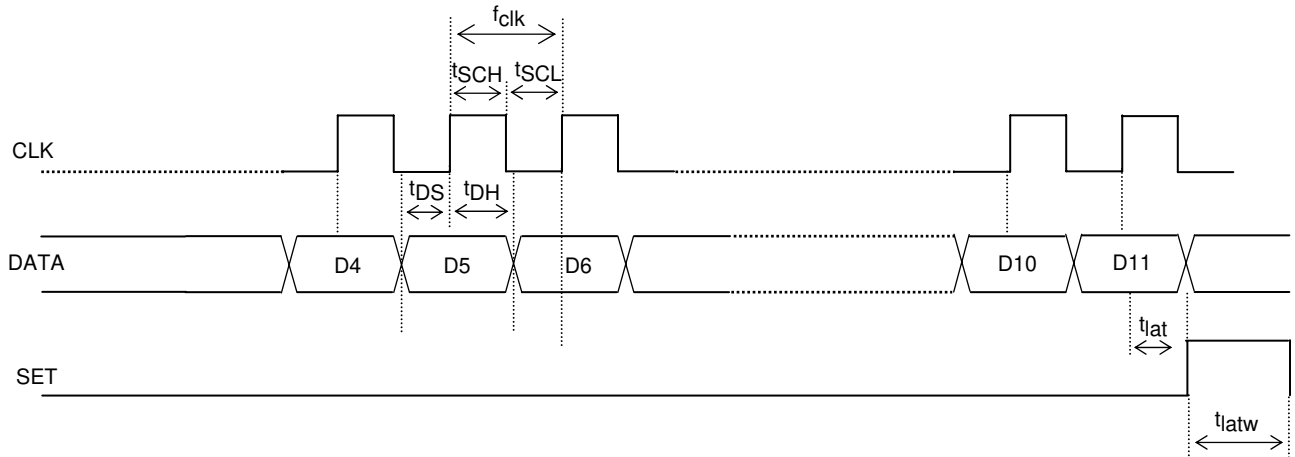 fclk
tSCH tSCL
CLK
tDS tDH
DATA D4 D5 D6 D10 D11
tlat
SET
tlatw